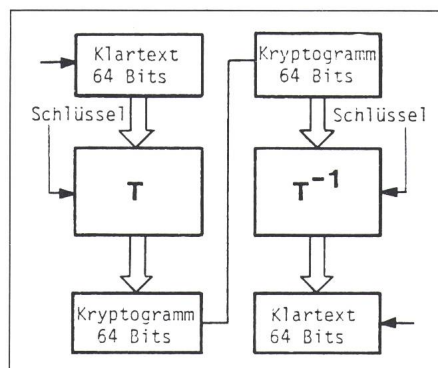 Klartext
64 Bits
Schlüssel
T
Kryptogramm
64 Bits
Kryptogramm
64 Bits
Schlüssel
T⁻¹
Klartext
64 Bits